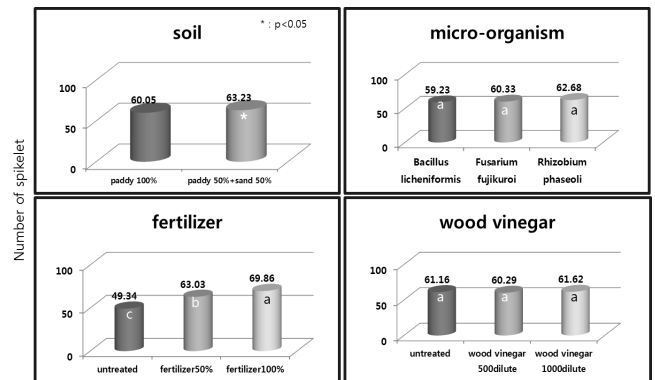 Number of spikelet
soil
* : p<0.05
100
50
0
60.05
63.23
*
paddy 100%
paddy 50%+sand 50%
micro-organism
100
50
0
59.23
60.33
62.68
a
a
a
Bacillus
licheniformis
Fusarium
fujikuroi
Rhizobium
phaseoli
fertilizer
100
50
0
49.34
63.03
69.86
c
b
a
untreated
fertilizer50%
fertilizer100%
wood vinegar
100
50
0
61.16
60.29
61.62
a
a
a
untreated
wood vinegar
500dilute
wood vinegar
1000dilute